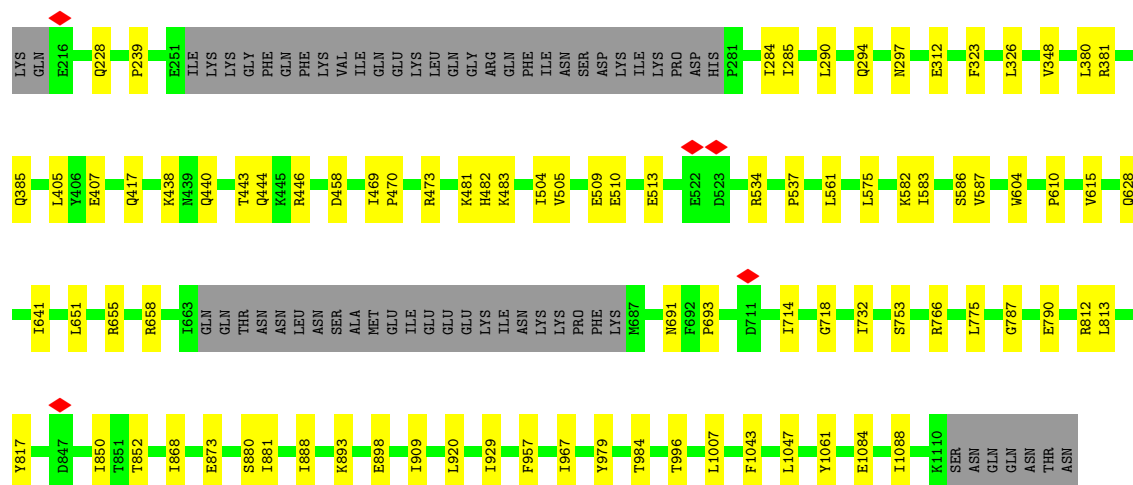 LYS GLN E216 Q228 P239 E251 ILE LYS LYS GLY PHE GLN PHE LYS VAL ILE GLN GLU LYS LEU GLN GLY ARG GLN PHE ILE ASN SER ASP LYS ILE LYS PRO ASP HIS P281 I284 I285 L290 Q294 N297 E312 F323 L326 V348 L380 R381
Q385 L405 Y406 E407 Q417 K438 N439 Q440 T443 Q444 K445 R446 D458 I469 P470 R473 K481 H482 K483 I504 V505 E509 E510 E513 E522 D523 R534 P537 L561 L575 K582 I583 S586 V587 W604 P610 V615 Q628
I641 L651 R655 R658 I663 GLN GLN THR ASN ASN LEU ASN SER ALA MET GLU ILE GLU GLU GLU LYS ILE ASN LYS LYS PRO PHE LYS M687 N691 F692 P693 D711 I714 G718 I732 S753 R766 L775 G787 E790 R812 L813
Y817 D847 I850 T851 T852 I868 E873 S880 I881 I888 K893 E898 I909 L920 I929 F957 I967 Y979 T984 T996 L1007 F1043 L1047 Y1061 E1084 I1088 K1110 SER ASN GLN GLN ASN THR ASN